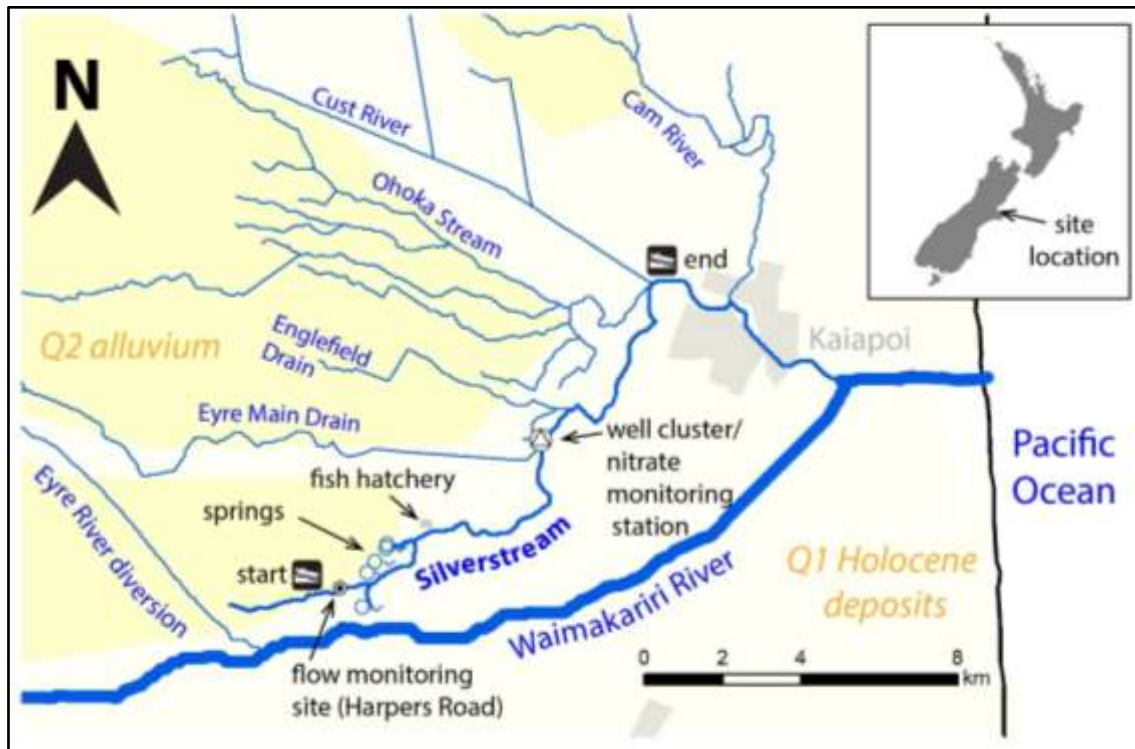 N
Cust River
Cam River
Ohoka Stream
site
location
end
Q2 alluvium
Englefield
Drain
Kaiapoi
Eyre Main Drain
well cluster/
nitrate
monitoring
station
Pacific
Ocean
fish hatchery
springs
Eyre River diversion
start
Silverstream
Q1 Holocene
deposits
Waimakariri River
flow monitoring
site (Harpers Road)
0 2 4 8
km